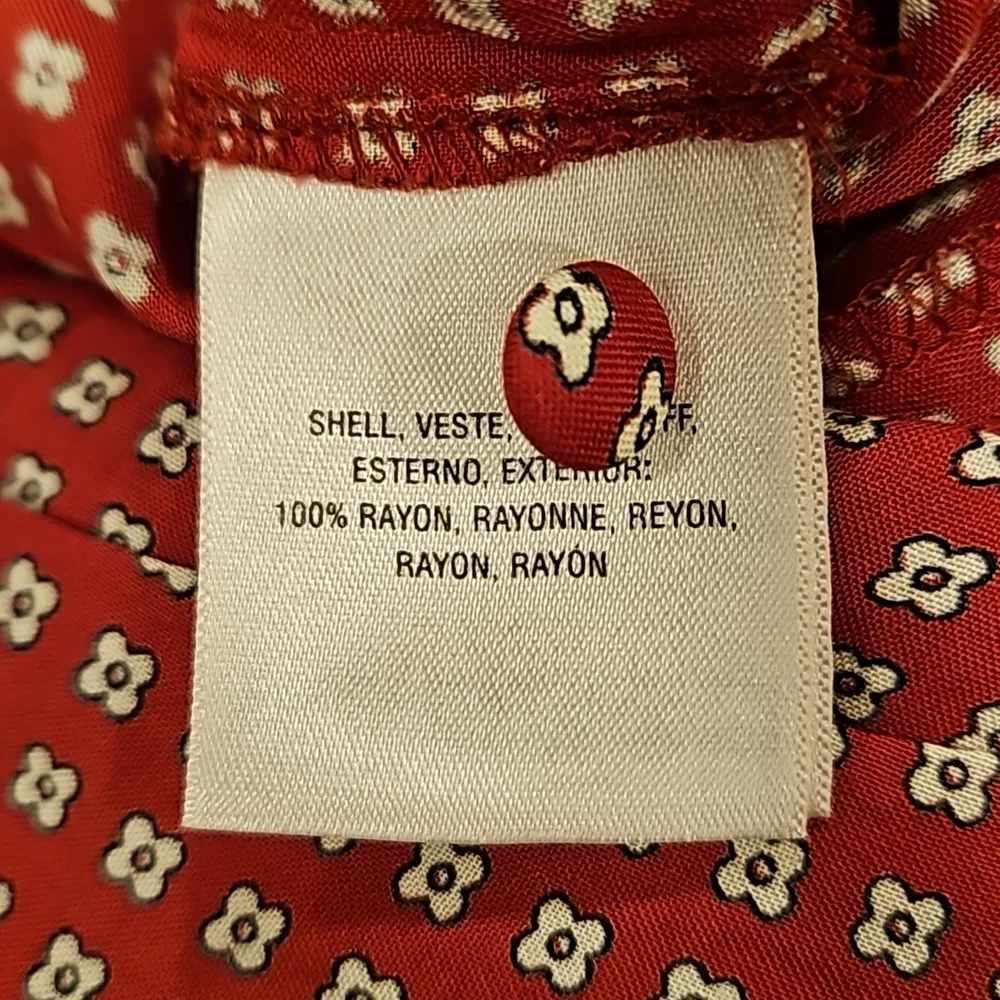 SHELL, VESTE,
ESTERNO, EXTERIOR:
100% RAYON, RAYONNE, REYON,
RAYON, RAYÓN